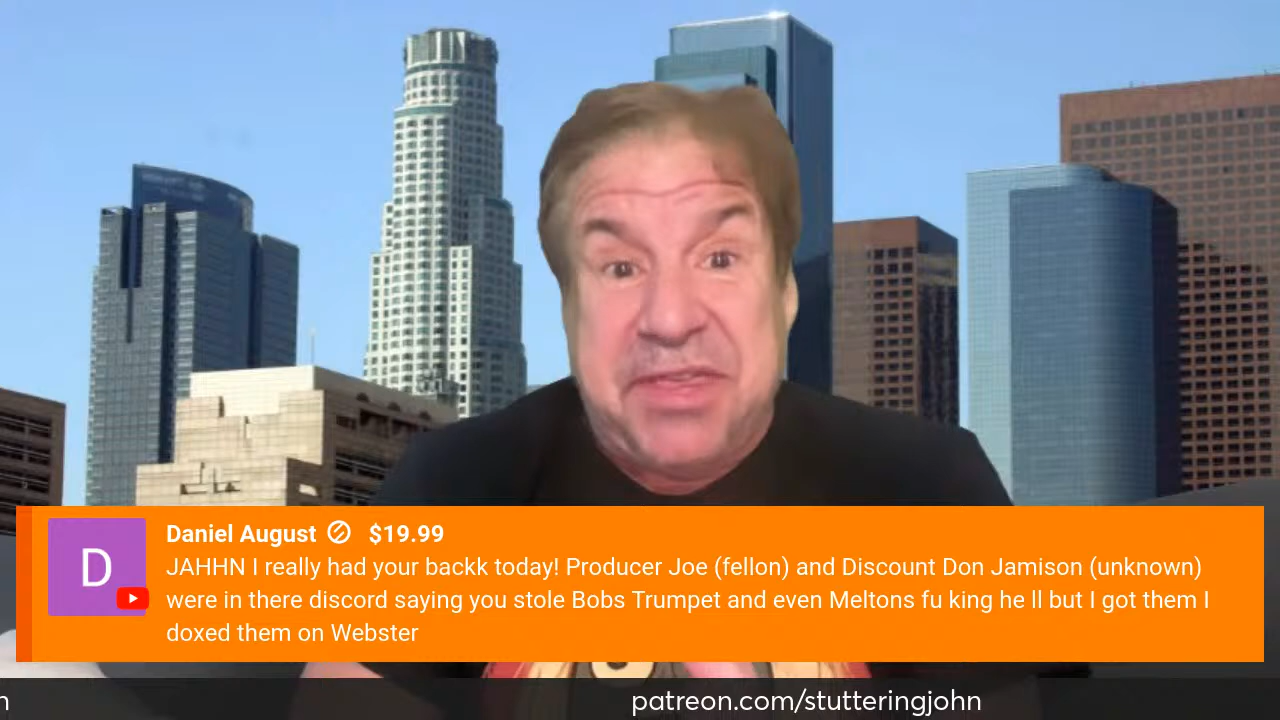 Daniel August $19.99
D
JAHHN I really had your backk today! Producer Joe (fellon) and Discount Don Jamison (unknown)
were in there discord saying you stole Bobs Trumpet and even Meltons fu king he ll but I got them I
doxed them on Webster
n patreon.com/stutteringjohn